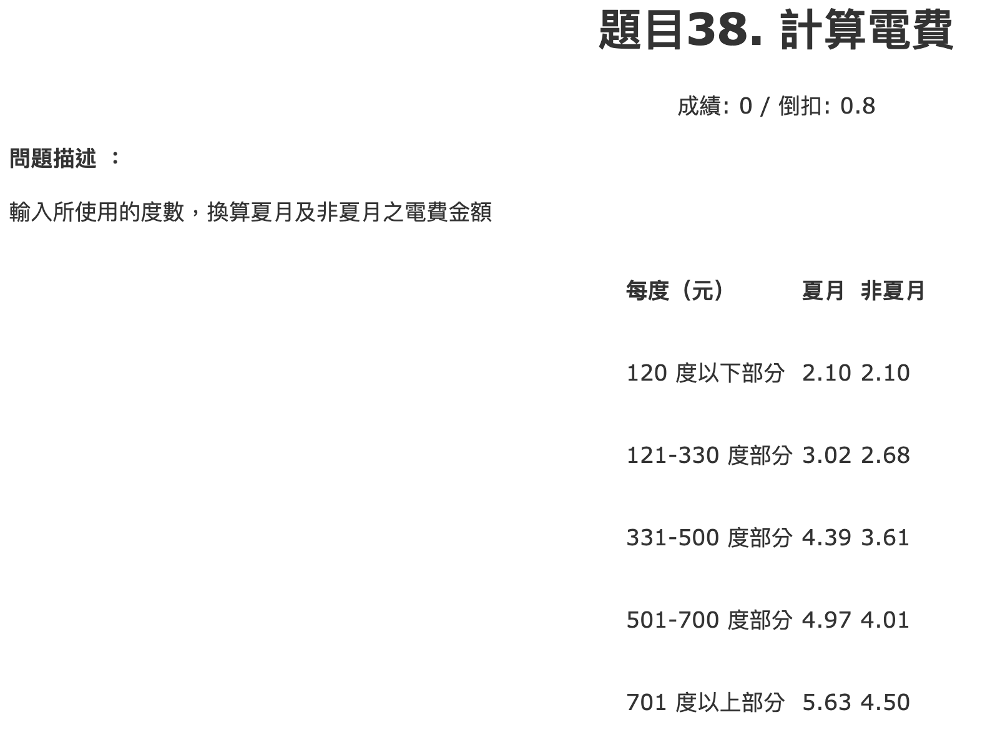 題目38. 計算電費
成績: 0 / 倒扣: 0.8
問題描述 ：
輸入所使用的度數，換算夏月及非夏月之電費金額
每度（元） 夏月 非夏月
120 度以下部分 2.10 2.10
121-330 度部分 3.02 2.68
331-500 度部分 4.39 3.61
501-700 度部分 4.97 4.01
701 度以上部分 5.63 4.50